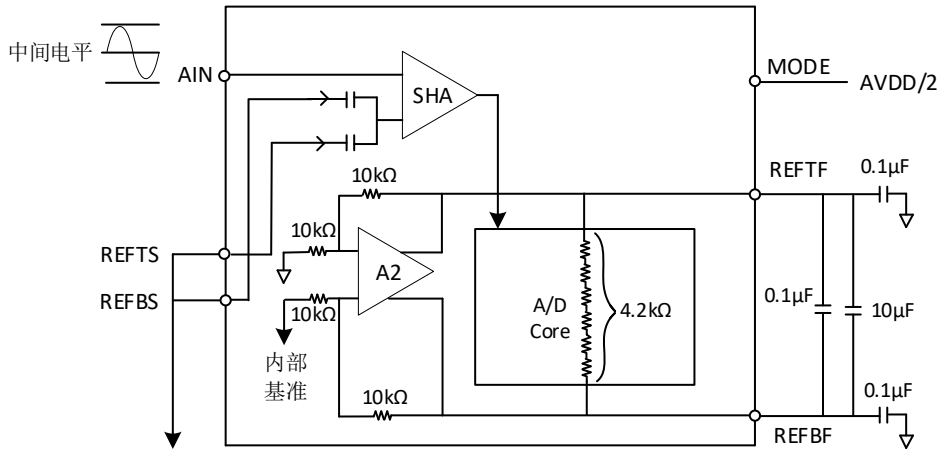 中间电平
AIN
SHA
MODE
AVDD/2
REFTF
0.1μF
10kΩ
10kΩ
REFTS
REFBS
A2
10kΩ
内部
基准
A/D
Core
4.2kΩ
0.1μF
10μF
10kΩ
0.1μF
REFBF